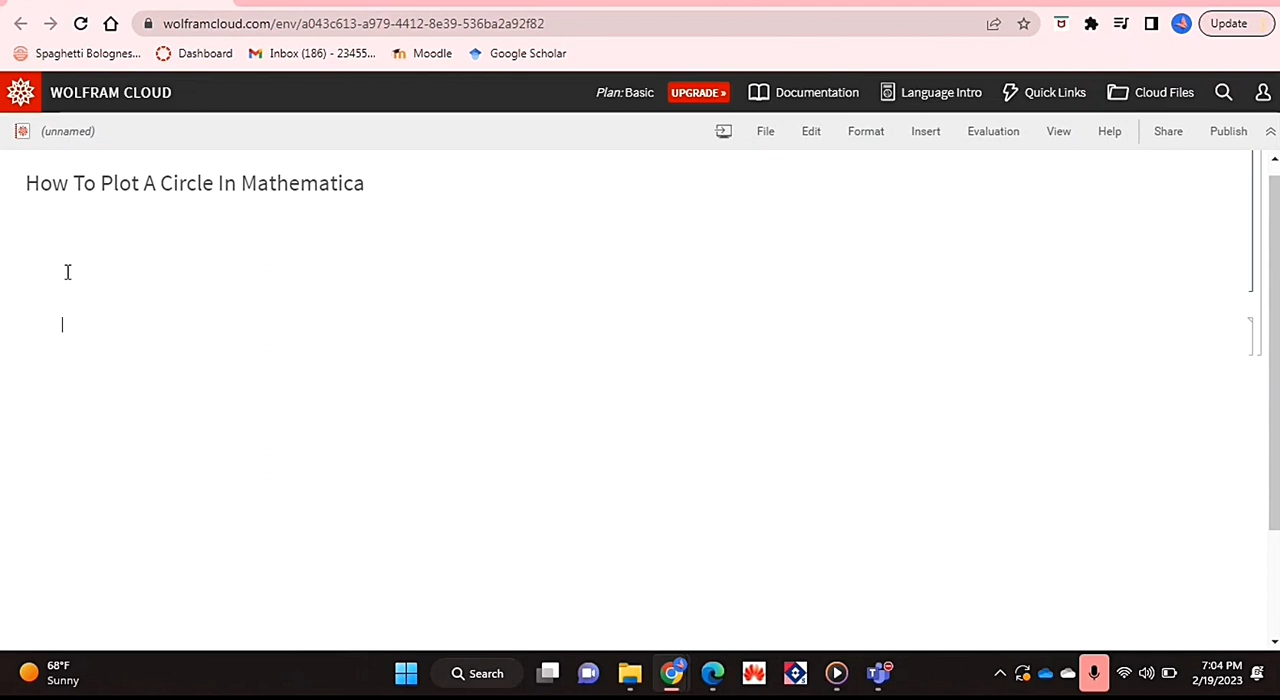 wolframcloud.com/env/a043c613-a979-4412-8e39-536ba2a92f82
Update
Spaghetti Bolognes... Dashboard Inbox (186) - 23455... Moodle Google Scholar
WOLFRAM CLOUD Plan: Basic UPGRADE » Documentation Language Intro Quick Links Cloud Files
(unnamed) File Edit Format Insert Evaluation View Help Share Publish
How To Plot A Circle In Mathematica
68°F
Sunny
Search
7:04 PM
2/19/2023